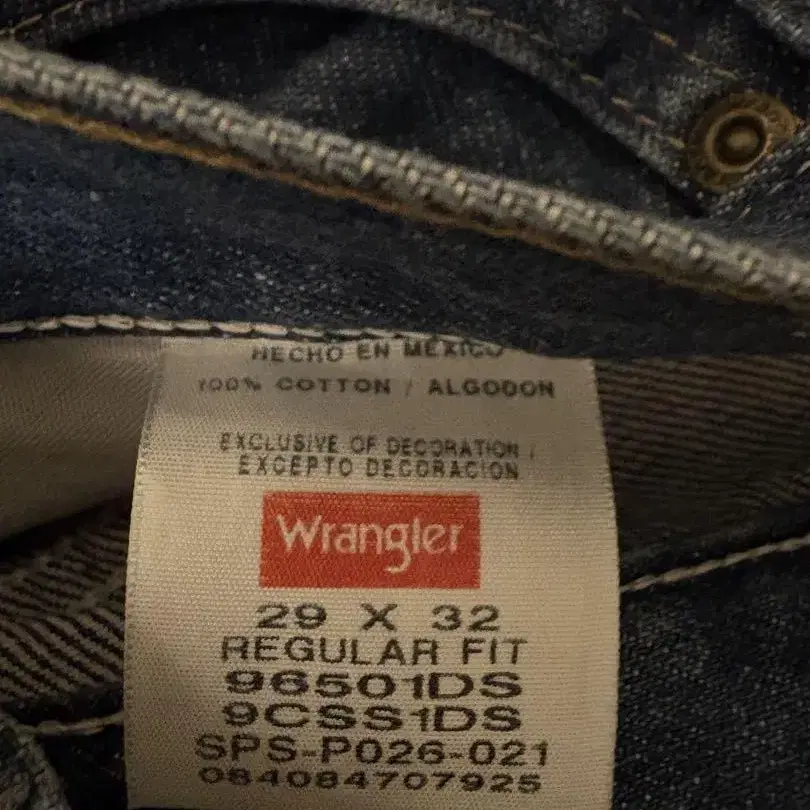 HECHO EN MEXICO
100% COTTON / ALGODON
EXCLUSIVE OF DECORATION /
EXCEPTO DECORACION
Wrangler
29 X 32
REGULAR FIT
96501DS
9CSS1DS
SPS-P026-021
084084707925